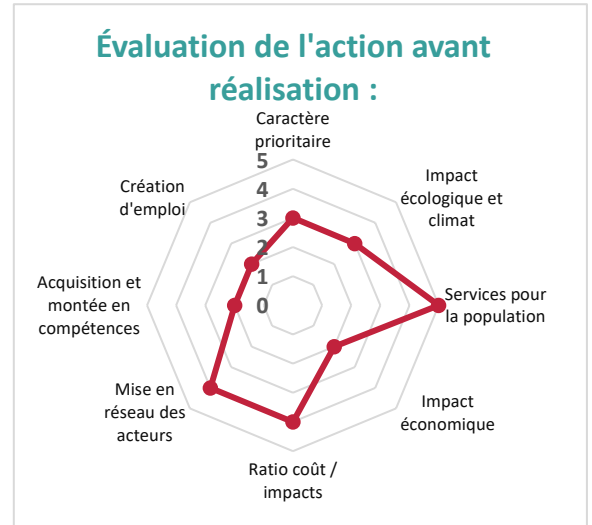 Évaluation de l'action avant
réalisation :
Caractère
prioritaire
Impact
écologique et
climat
Services pour
la population
Impact
économique
Ratio coût /
impacts
Mise en
réseau des
acteurs
Acquisition et
montée en
compétences
Création
d'emploi
5
4
3
2
1
0